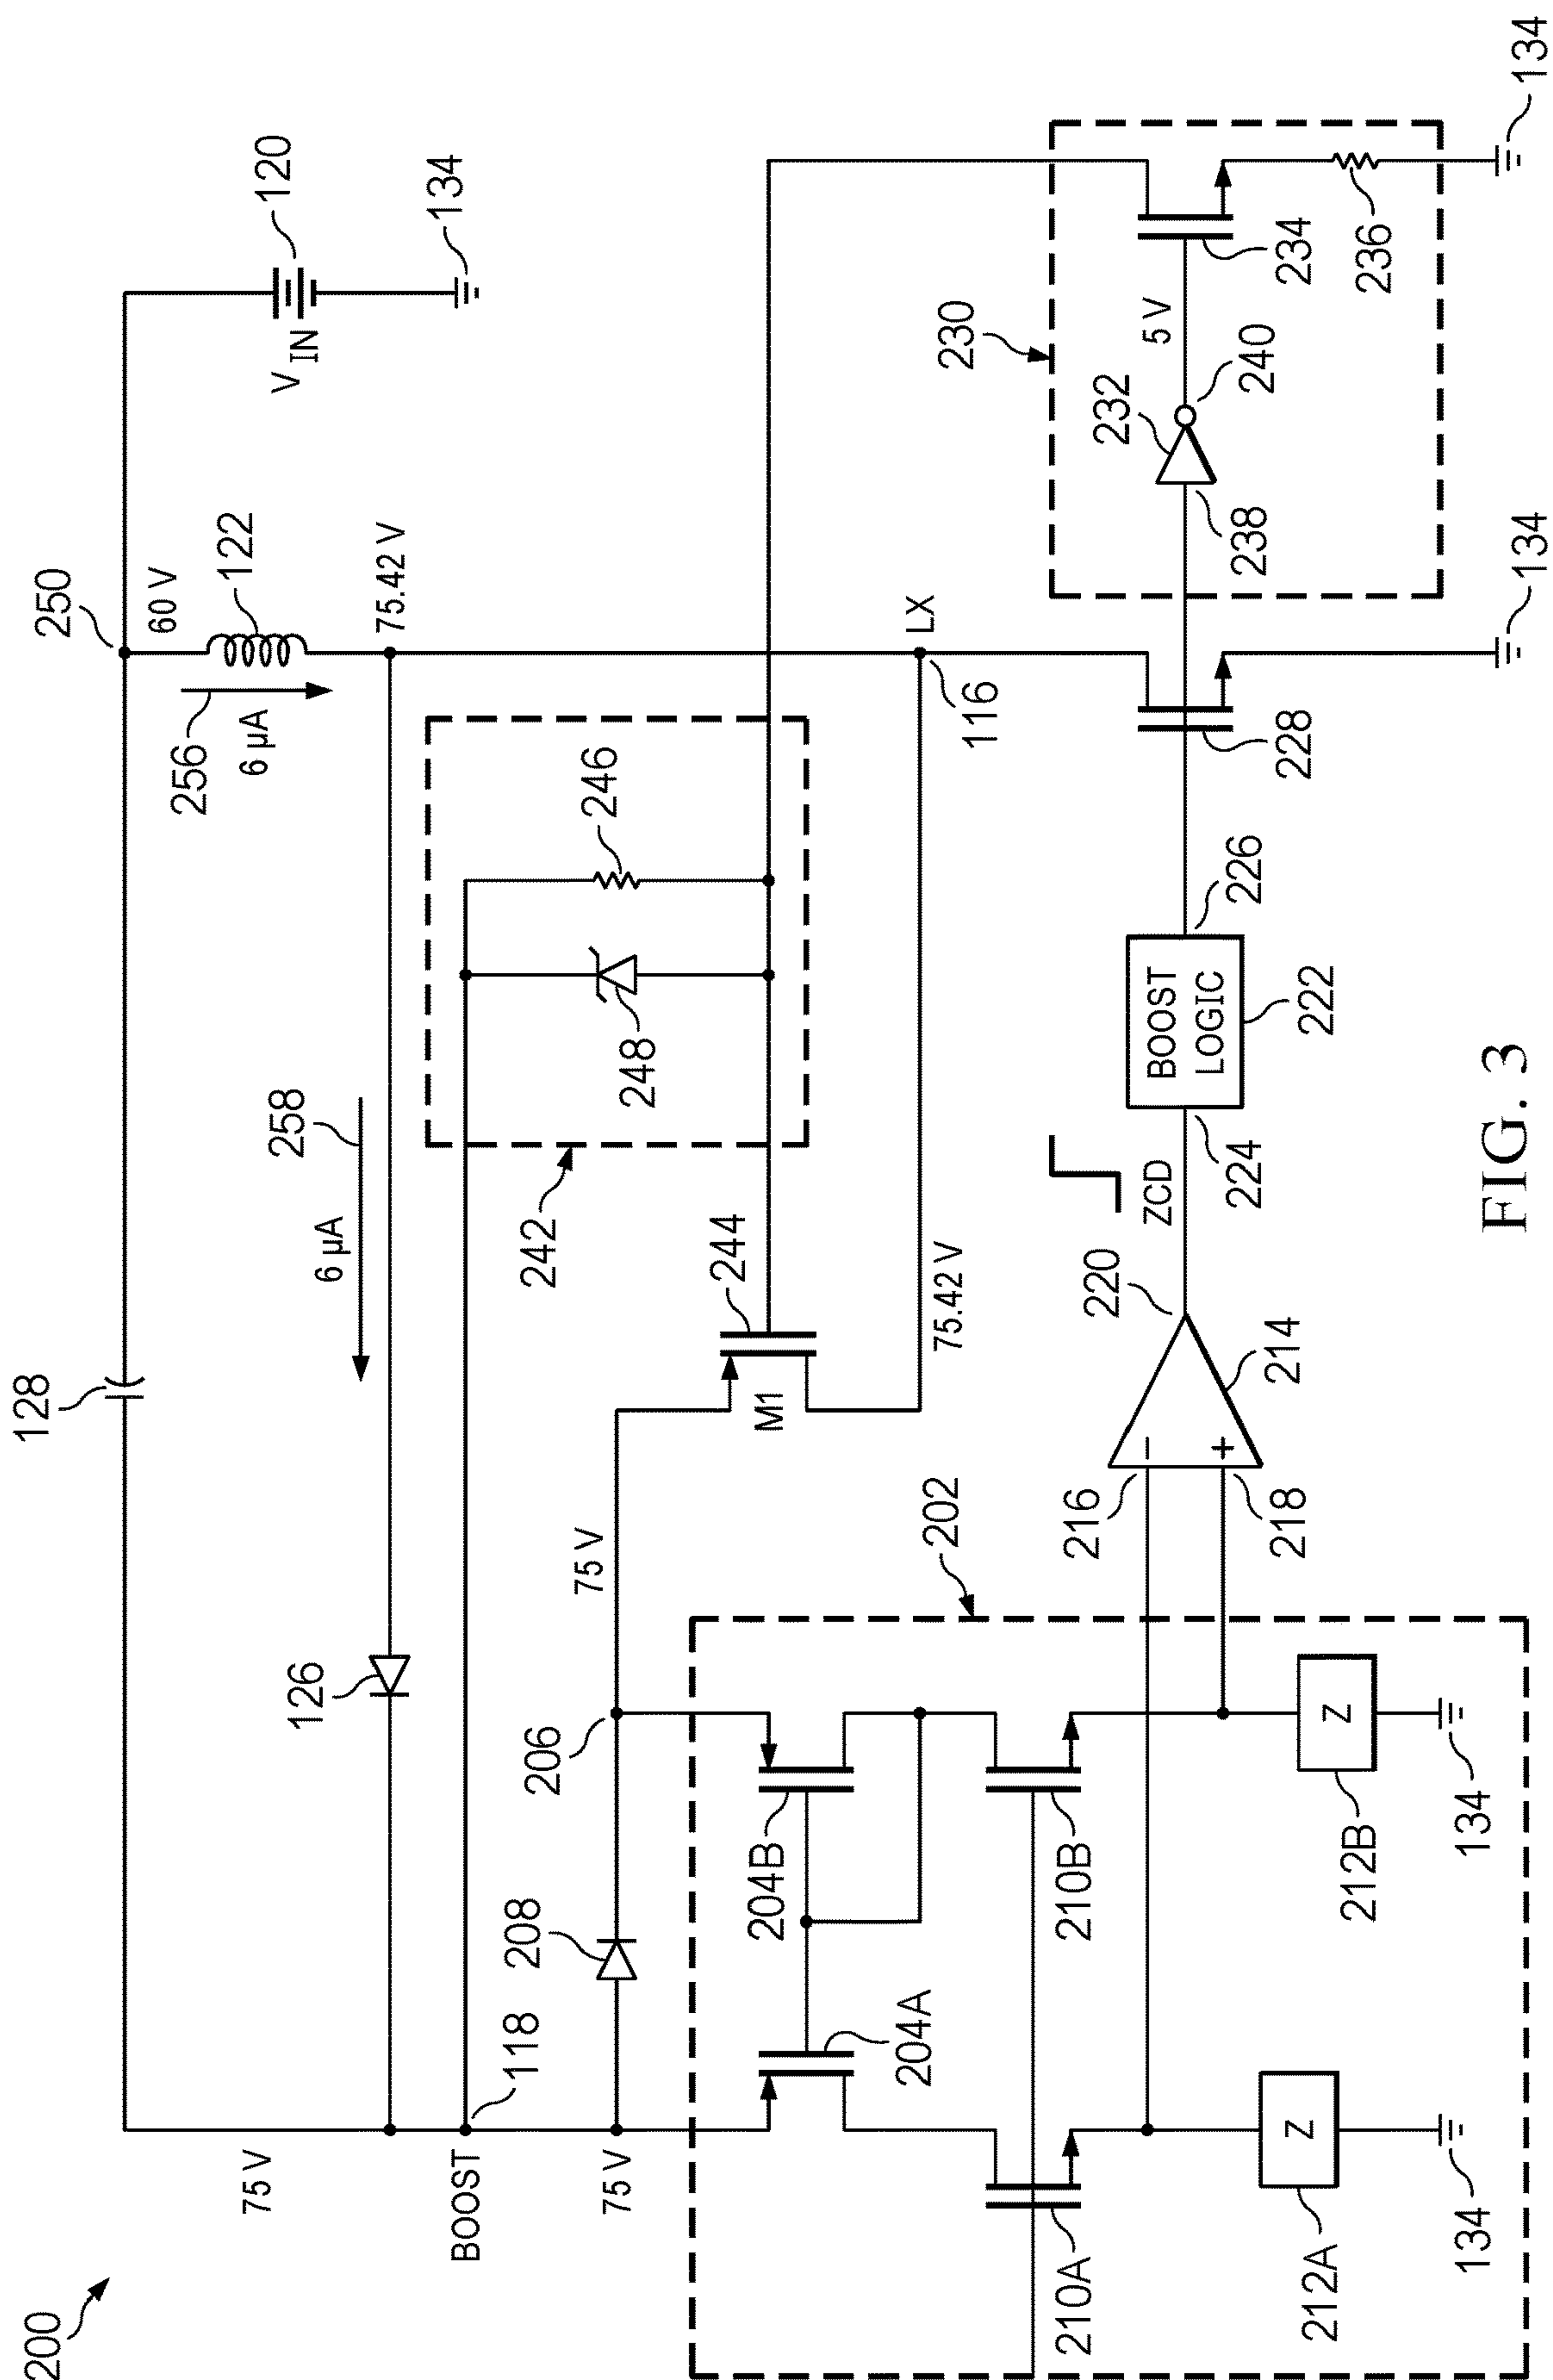 200
128
250
60 V
120
V IN
134
256
6 µA
122
75.42 V
75 V
126
258
6 µA
BOOST
118
242
248
246
75 V
208
206
75 V
M1
244
75.42 V
LX
116
202
204A
204B
210A
210B
212A
Z
134
212B
Z
134
216
218
−
+
214
220
ZCD
224
BOOST
LOGIC
222
226
228
134
230
232
238
240
5 V
234
236
134
FIG. 3